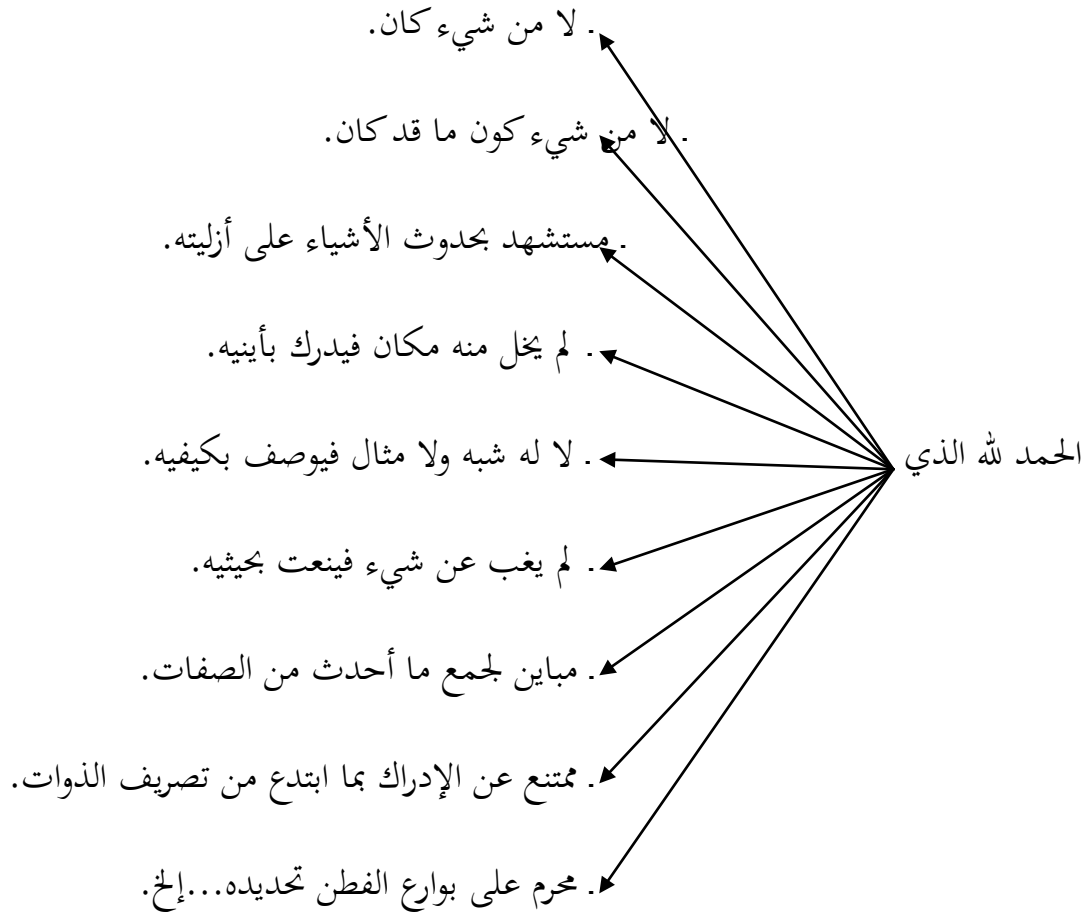 الحمد لله الذي
. لا من شيء كان.
. لا من شيء كون ما قد كان.
. مستشهد بحدوث الأشياء على أزليته.
. لم يخل منه مكان فيدرك بأينيه.
. لا له شبه ولا مثال فيوصف بكيفيه.
. لم يغب عن شيء فينعت بحيثيه.
. مباين لجمع ما أحدث من الصفات.
. ممتنع عن الإدراك بما ابتدع من تصريف الذوات.
. محرم على بوارع الفطن تحديده...إلخ.